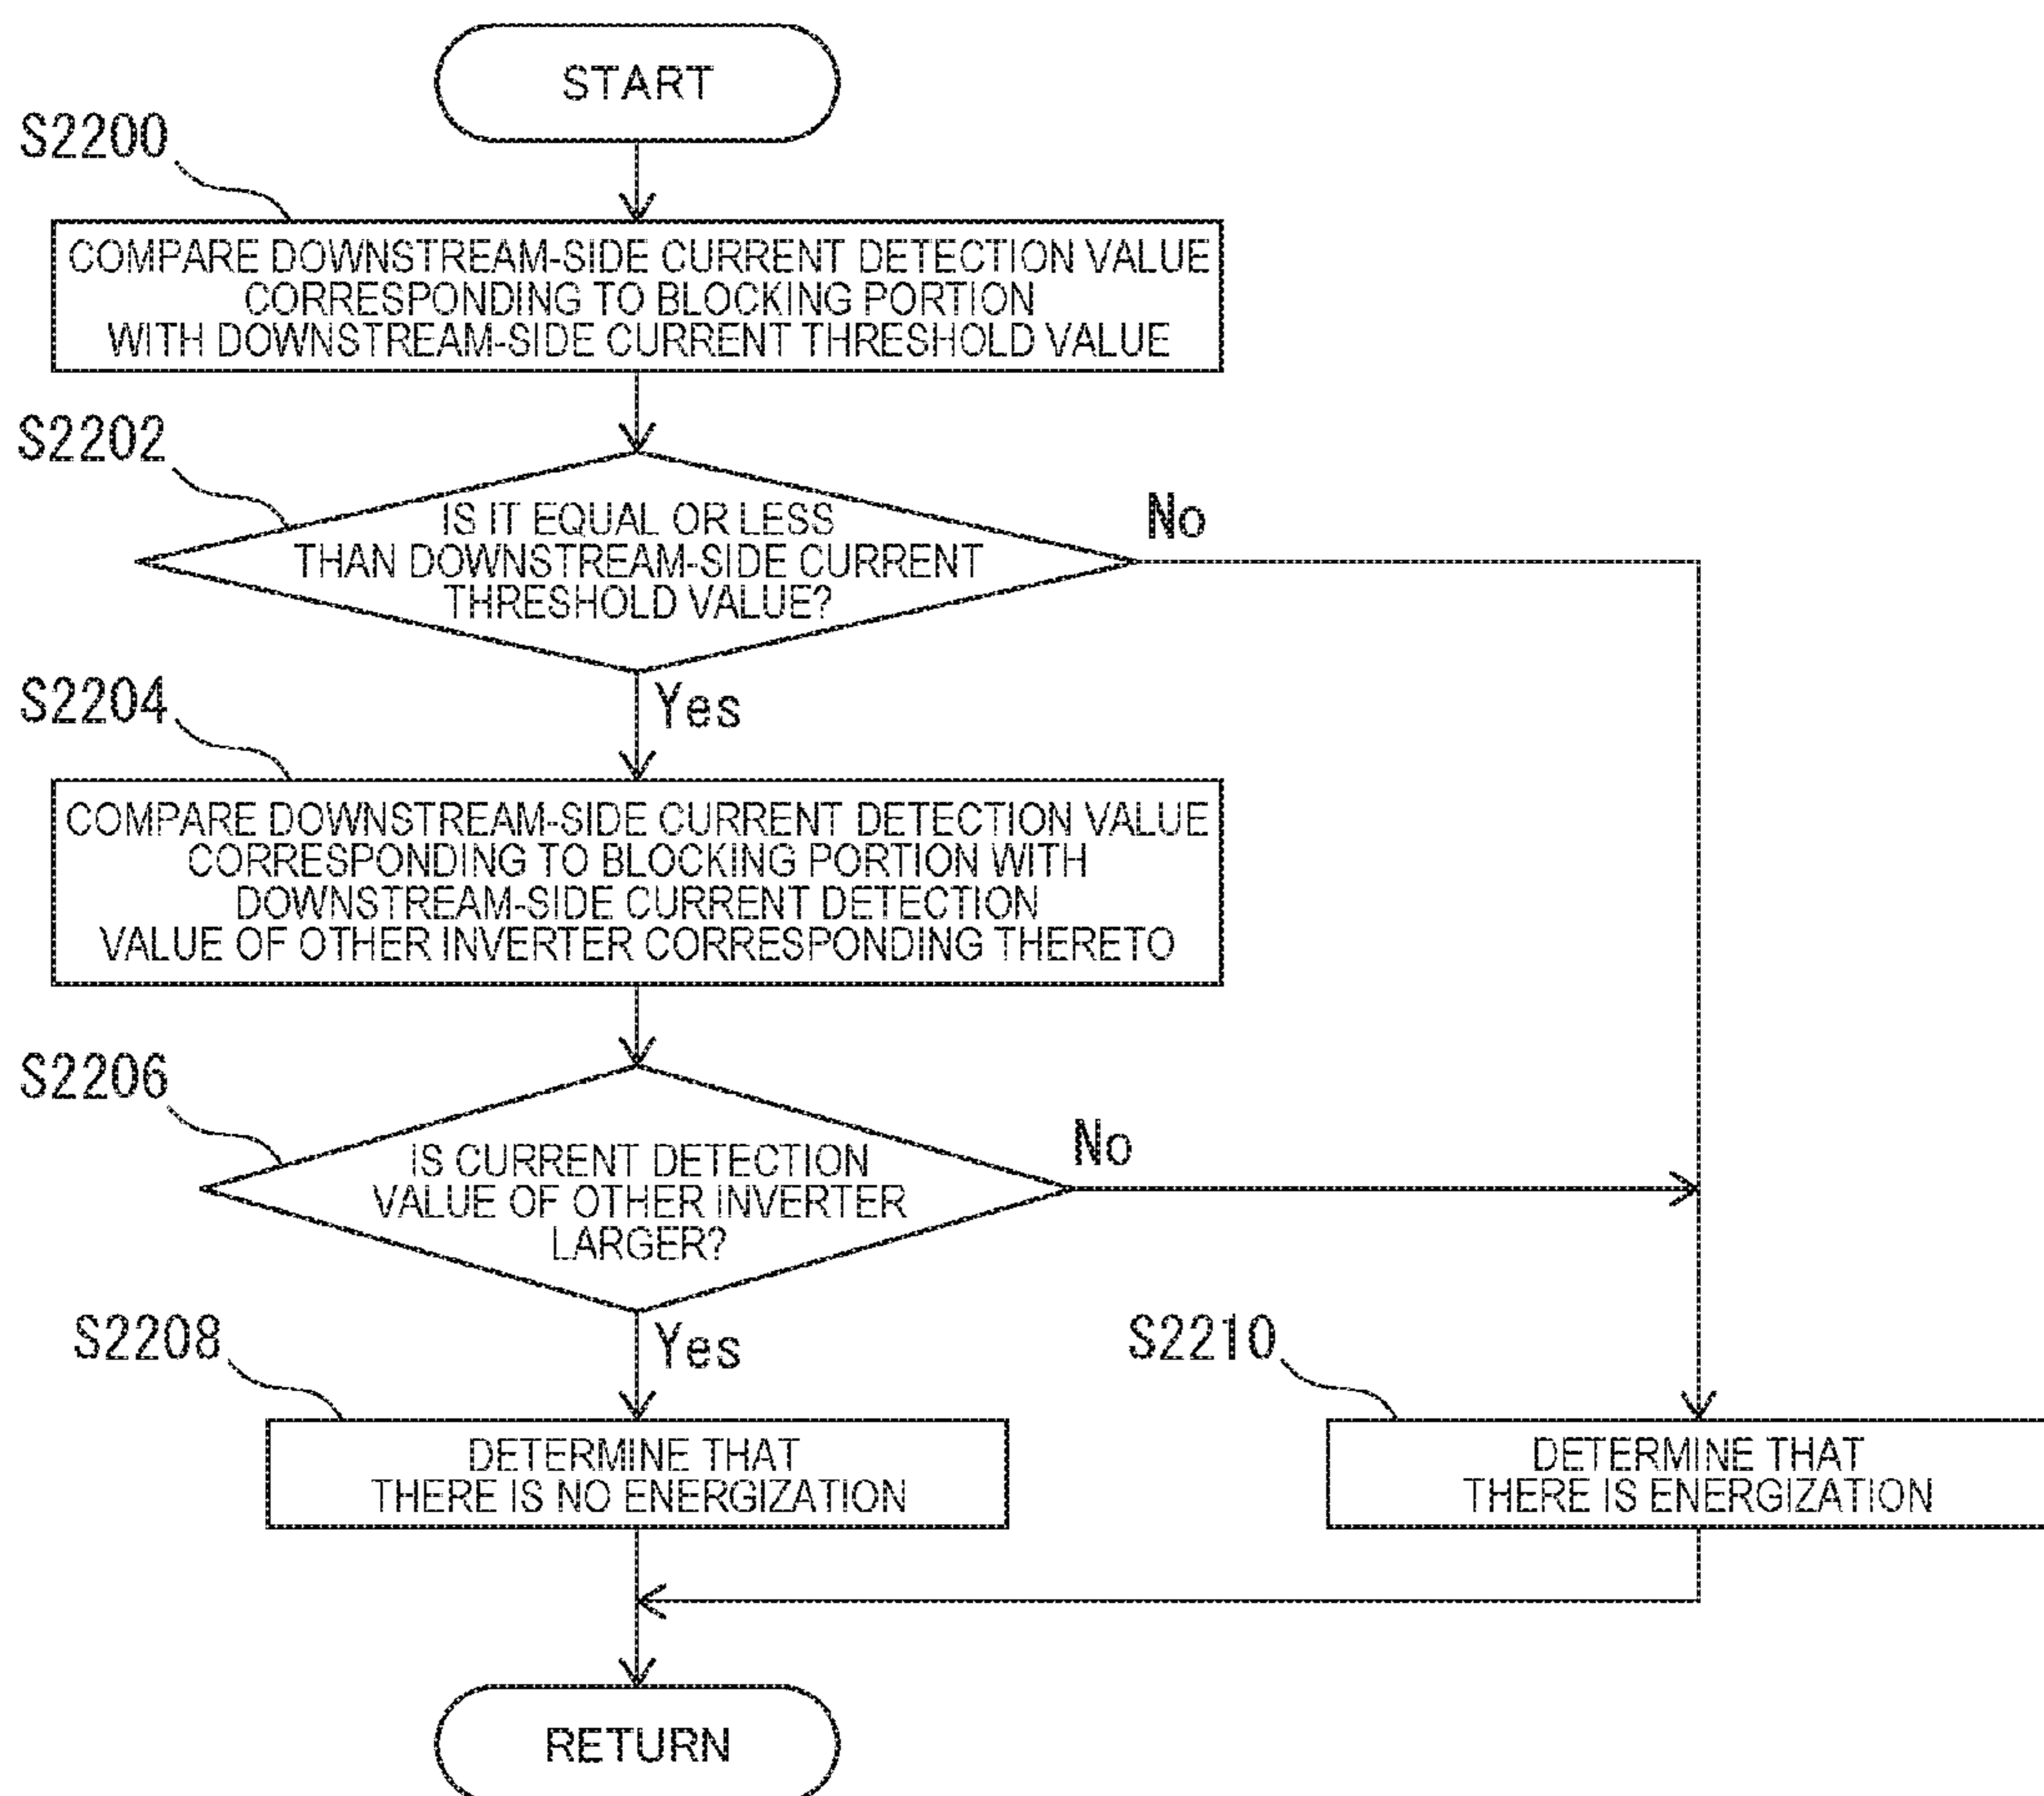 START
S2200
COMPARE DOWNSTREAM-SIDE CURRENT DETECTION VALUE
CORRESPONDING TO BLOCKING PORTION
WITH DOWNSTREAM-SIDE CURRENT THRESHOLD VALUE
S2202
IS IT EQUAL OR LESS
THAN DOWNSTREAM-SIDE CURRENT
THRESHOLD VALUE?
No
Yes
S2204
COMPARE DOWNSTREAM-SIDE CURRENT DETECTION VALUE
CORRESPONDING TO BLOCKING PORTION WITH
DOWNSTREAM-SIDE CURRENT DETECTION
VALUE OF OTHER INVERTER CORRESPONDING THERETO
S2206
IS CURRENT DETECTION
VALUE OF OTHER INVERTER
LARGER?
No
Yes
S2208
DETERMINE THAT
THERE IS NO ENERGIZATION
S2210
DETERMINE THAT
THERE IS ENERGIZATION
RETURN